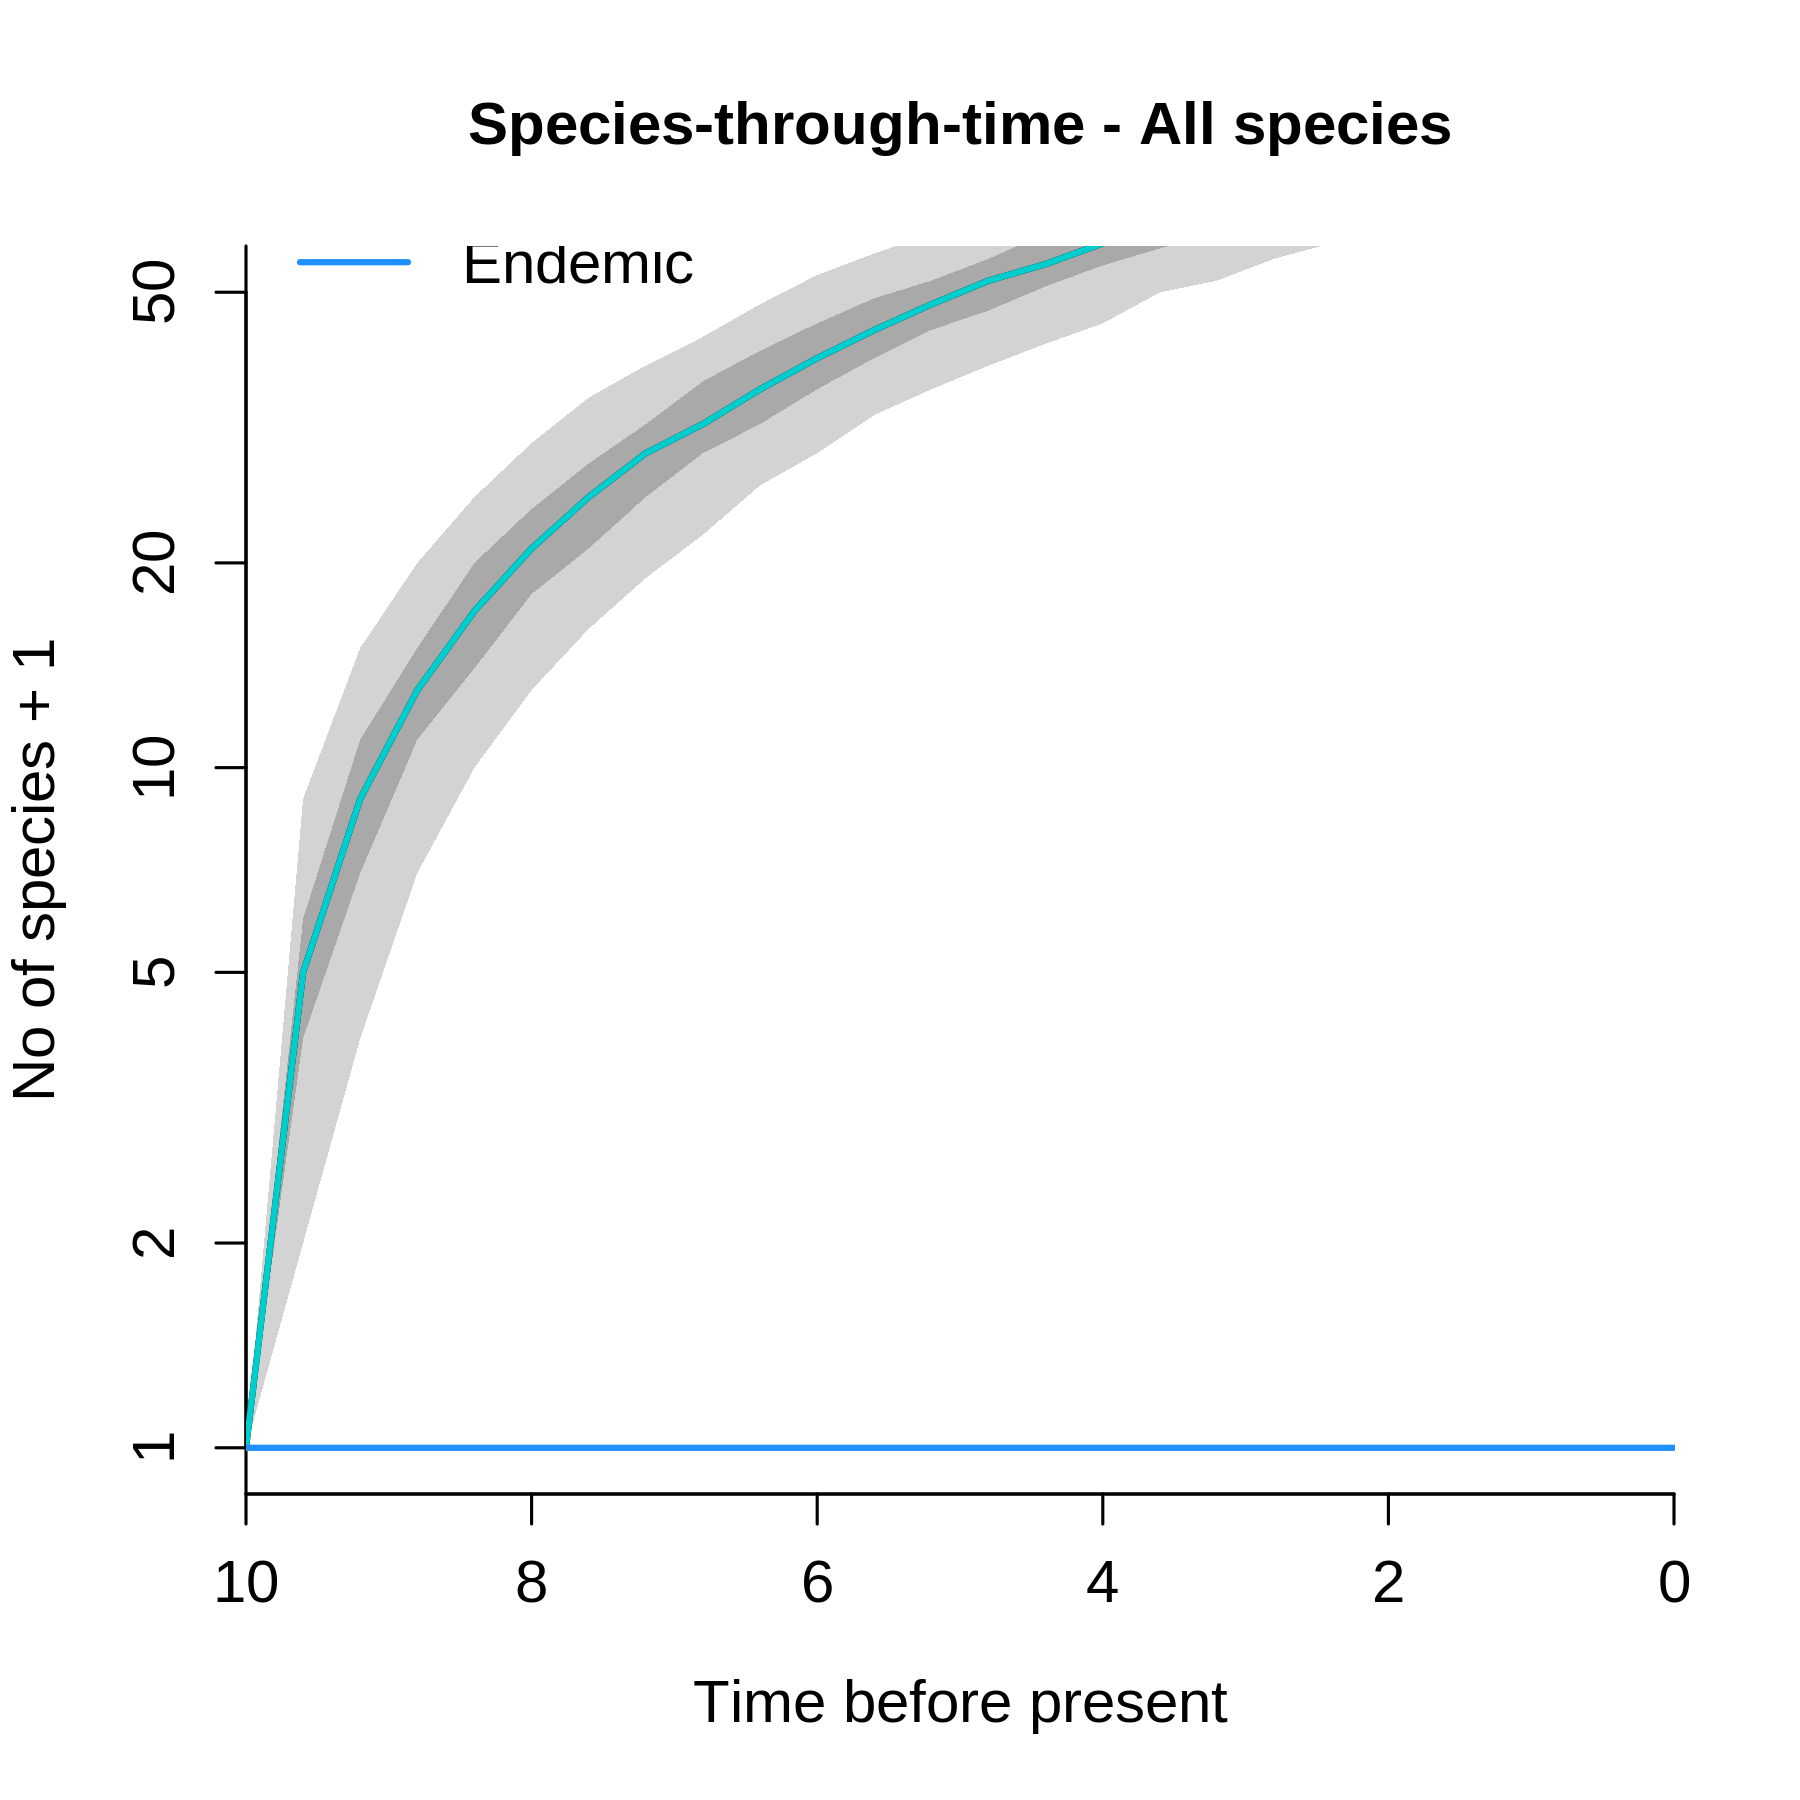 Species-through-time - All species
Endemic
50
20
10
5
2
1
No of species + 1
10 8 6 4 2 0
Time before present